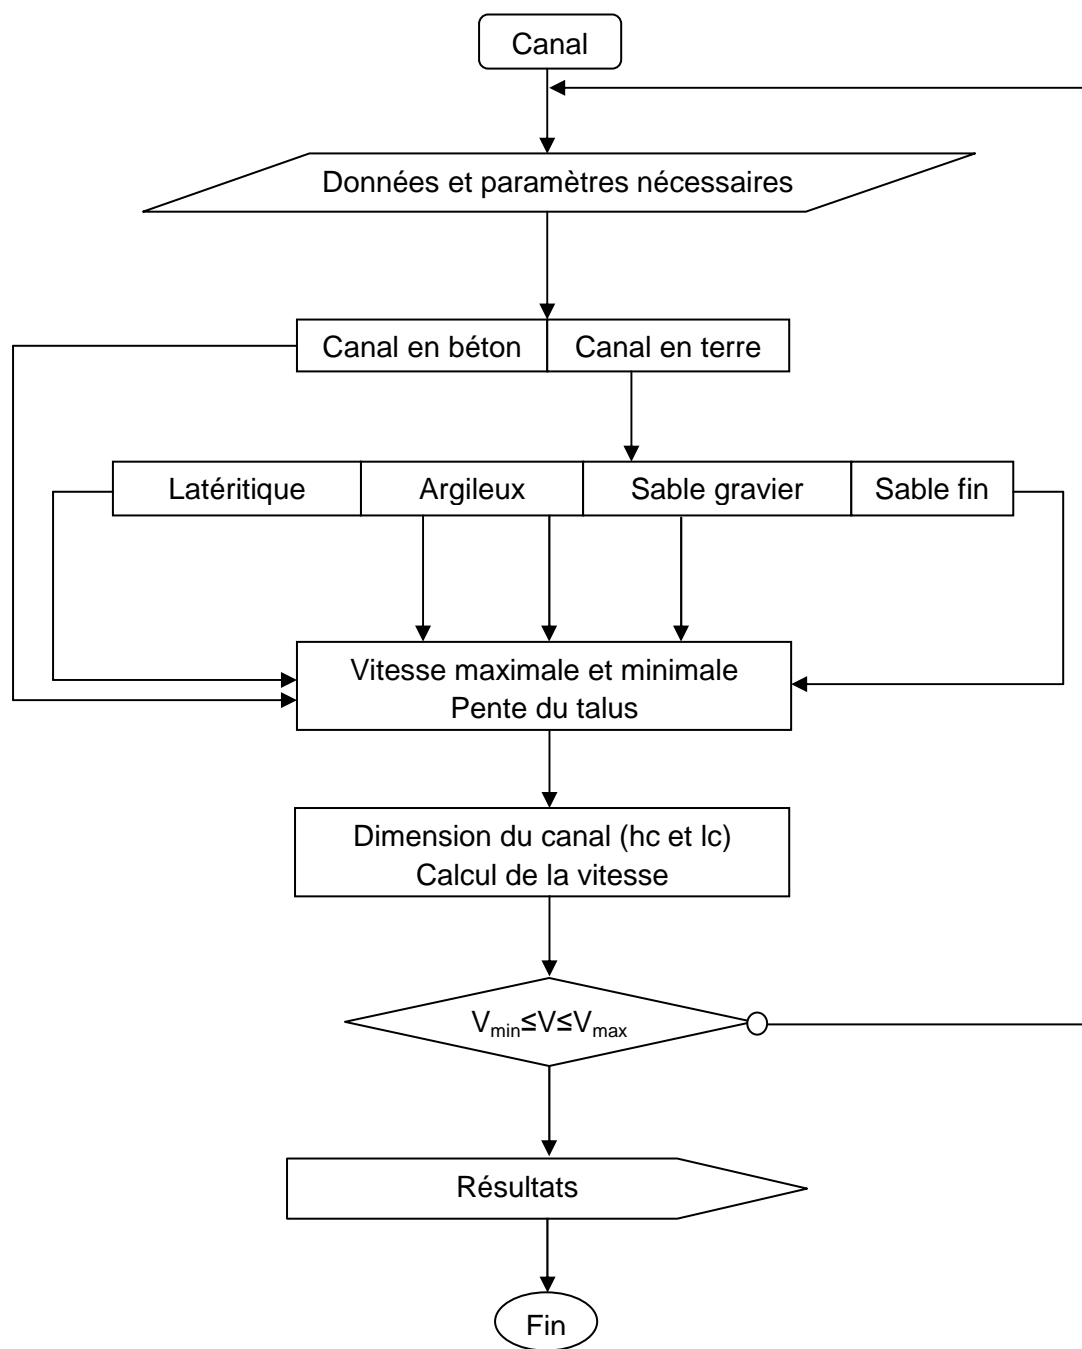 Canal
Données et paramètres nécessaires
Canal en béton
Canal en terre
Latéritique
Argileux
Sable gravier
Sable fin
Vitesse maximale et minimale
Pente du talus
Dimension du canal (hc et lc)
Calcul de la vitesse
Vmin≤V≤Vmax
Résultats
Fin